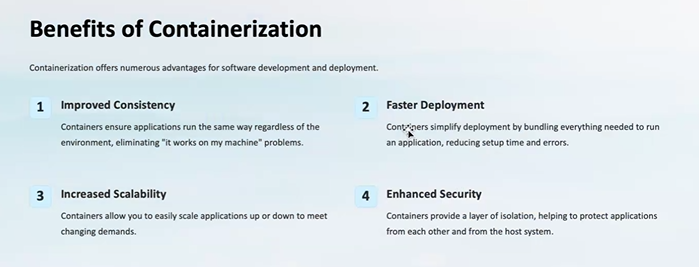 Benefits of Containerization
Containerization offers numerous advantages for software development and deployment.
1 Improved Consistency
Containers ensure applications run the same way regardless of the
environment, eliminating "it works on my machine" problems.
2 Faster Deployment
Containers simplify deployment by bundling everything needed to run
an application, reducing setup time and errors.
3 Increased Scalability
Containers allow you to easily scale applications up or down to meet
changing demands.
4 Enhanced Security
Containers provide a layer of isolation, helping to protect applications
from each other and from the host system.